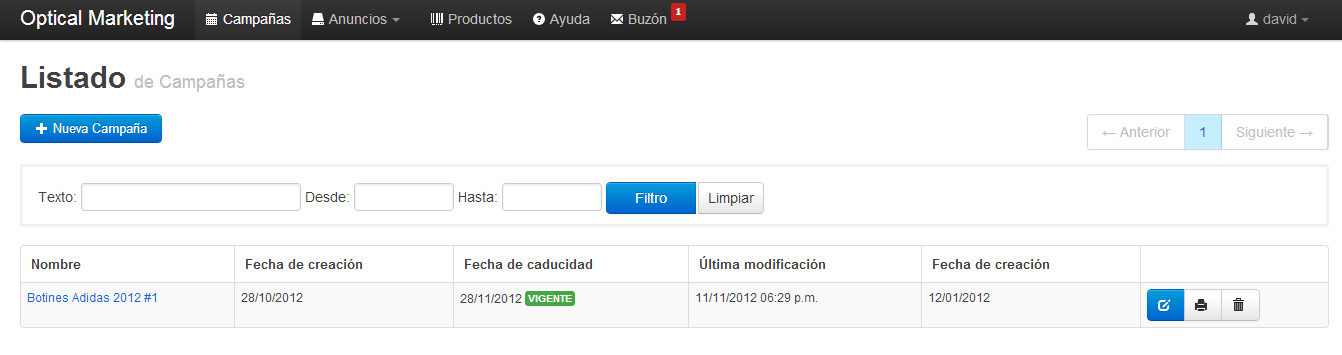 Optical Marketing Campañas Anuncios Productos Ayuda Buzón 1 david
Listado de Campañas
+ Nueva Campaña
← Anterior 1 Siguiente →
Texto: Desde: Hasta: Filtro Limpiar
Nombre Fecha de creación Fecha de caducidad Última modificación Fecha de creación
Botines Adidas 2012 #1 28/10/2012 28/11/2012 VIGENTE 11/11/2012 06:29 p.m. 12/01/2012